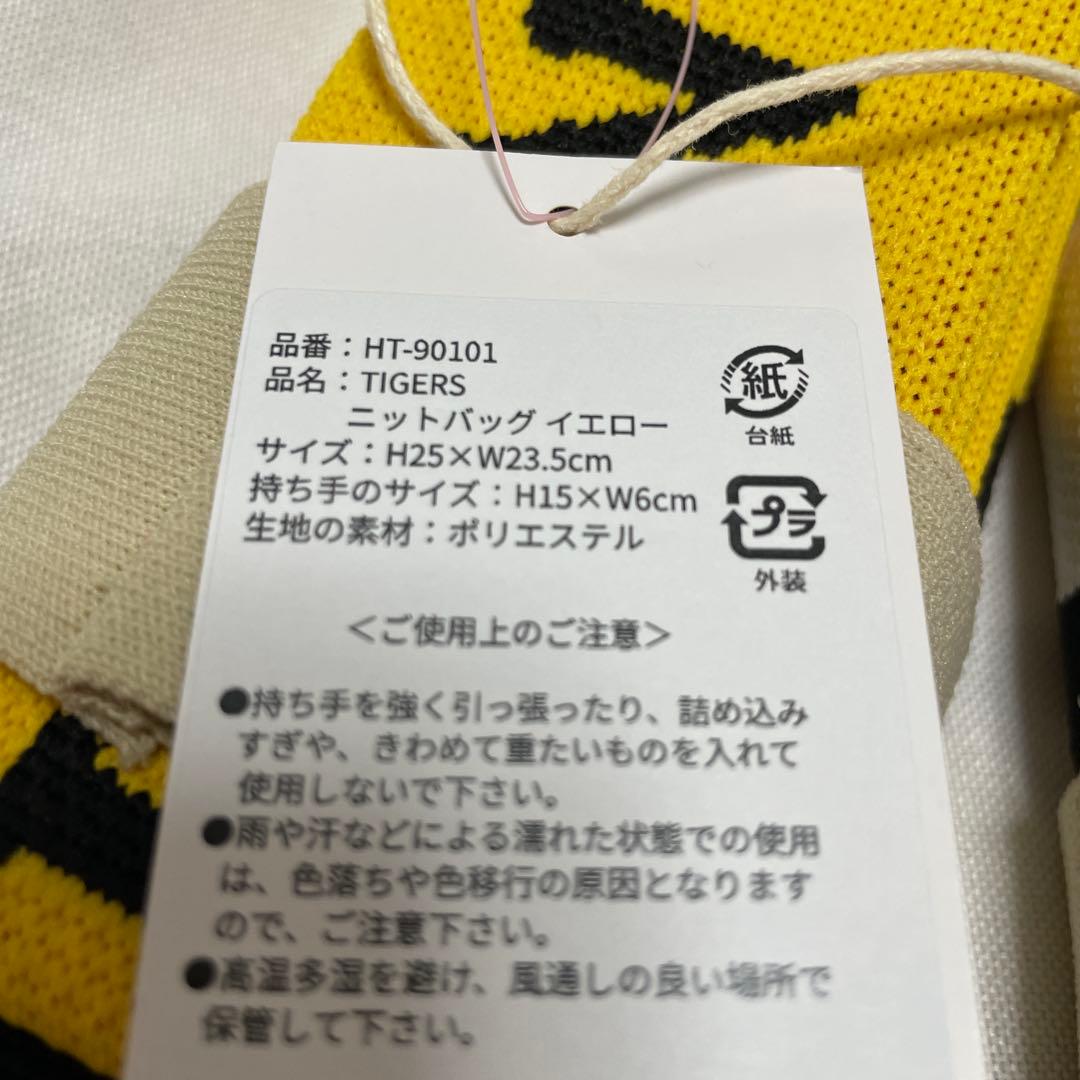 品番：HT-90101
品名：TIGERS
ニットバッグ イエロー
サイズ：H25×W23.5cm
持ち手のサイズ：H15×W6cm
生地の素材：ポリエステル
紙
台紙
プラ
外装
＜ご使用上のご注意＞
●持ち手を強く引っ張ったり、詰め込み
すぎや、きわめて重たいものを入れて
使用しないで下さい。
●雨や汗などによる濡れた状態での使用
は、色落ちや色移行の原因となります
ので、ご注意下さい。
●高温多湿を避け、風通しの良い場所で
保管して下さい。